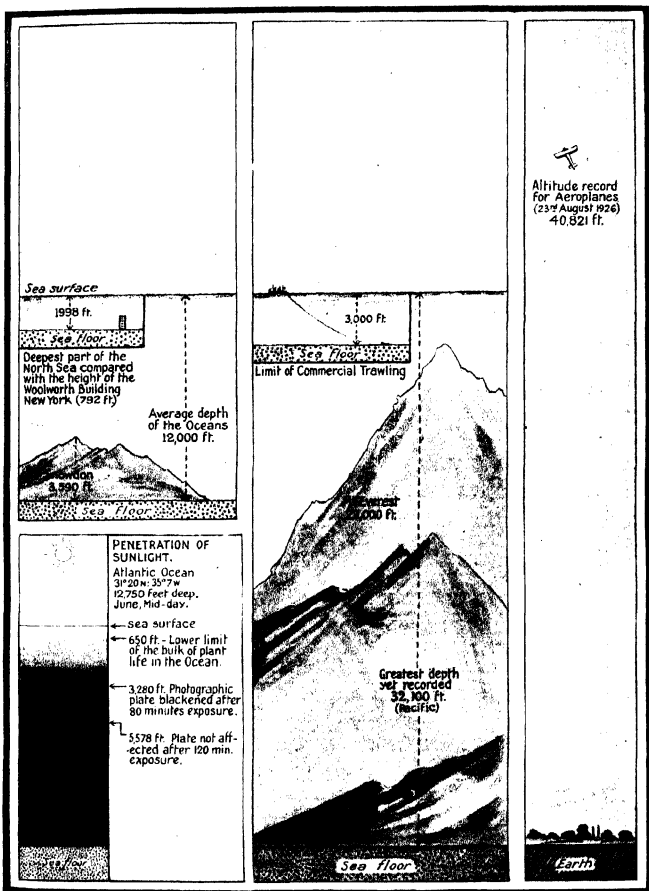 Sea surface
1998 ft.
Sea floor
Deepest part of the
North Sea compared
with the height of the
Woolworth Building
New York (792 ft)
Average depth
of the Oceans
12,000 ft.
3,590 ft.
Sea floor
PENETRATION OF
SUNLIGHT.
Atlantic Ocean
31°20 N: 35°7 W
12,750 feet deep.
June, Mid-day.
sea surface
650 ft. - Lower limit
of the bulk of plant
life in the Ocean.
3,280 ft. Photographic
plate blackened after
80 minutes exposure.
5,578 ft. Plate not aff-
-ected after 120 min.
exposure.
Sea floor
3,000 ft.
Sea floor
Limit of Commercial Trawling
Everest
000 ft.
Greatest depth
yet recorded
32,100 ft.
(Pacific)
Sea floor
Altitude record
for Aeroplanes
(23rd August 1926)
40,821 ft.
Earth